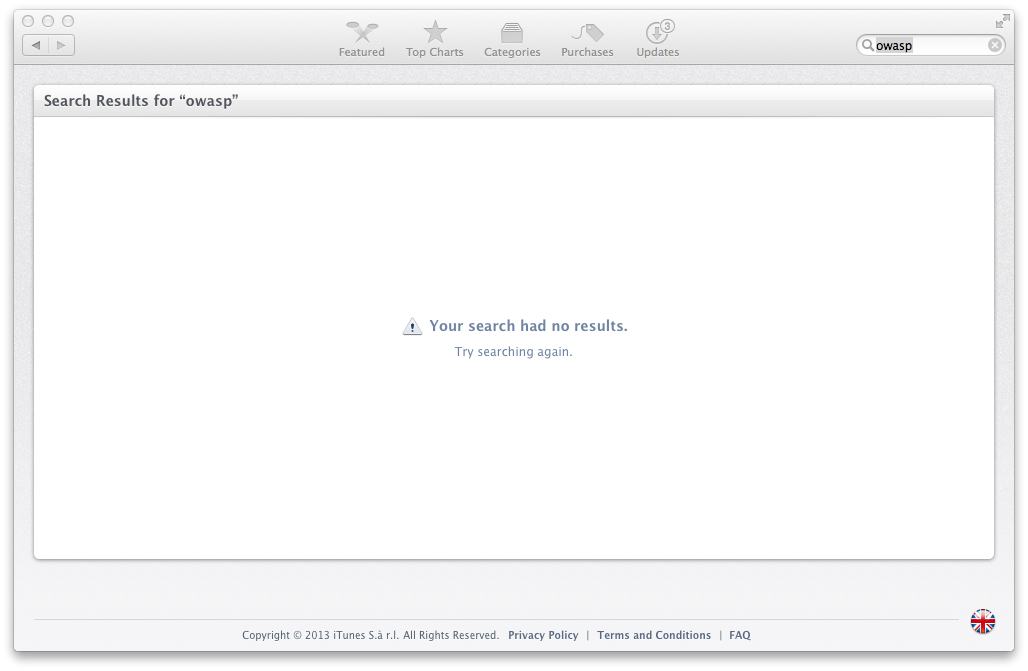 Featured
Top Charts
Categories
Purchases
3
Updates
owasp
Search Results for “owasp”
Your search had no results.
Try searching again.
Copyright © 2013 iTunes S.à r.l. All Rights Reserved. Privacy Policy | Terms and Conditions | FAQ